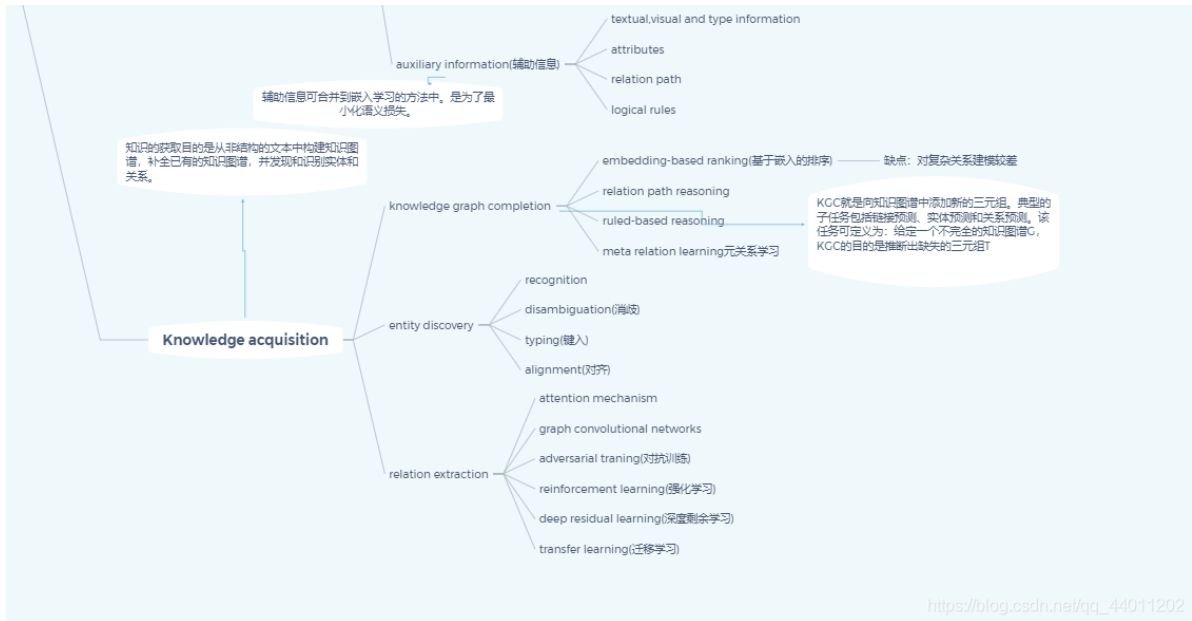 textual,visual and type information
attributes
auxiliary information(辅助信息)
relation path
logical rules
辅助信息可合并到嵌入学习的方法中。是为了最
小化语义损失。
知识的获取目的是从非结构的文本中构建知识图
谱，补全已有的知识图谱，并发现和识别实体和
关系。
embedding-based ranking(基于嵌入的排序)
缺点：对复杂关系建模较差
relation path reasoning
knowledge graph completion
ruled-based reasoning
meta relation learning元关系学习
KGC就是向知识图谱中添加新的三元组。典型的
子任务包括链接预测、实体预测和关系预测。该
任务可定义为：给定一个不完全的知识图谱G，
KGC的目的是推断出缺失的三元组T
recognition
disambiguation(消歧)
entity discovery
typing(键入)
alignment(对齐)
Knowledge acquisition
attention mechanism
graph convolutional networks
adversarial traning(对抗训练)
relation extraction
reinforcement learning(强化学习)
deep residual learning(深度剩余学习)
transfer learning(迁移学习)
https://blog.csdn.net/qq_44011202